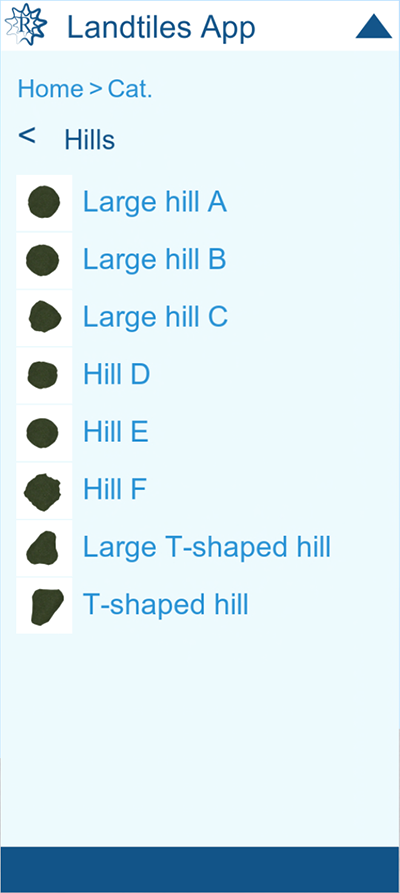 R
Landtiles App
Home > Cat.
< Hills
Large hill A
Large hill B
Large hill C
Hill D
Hill E
Hill F
Large T-shaped hill
T-shaped hill